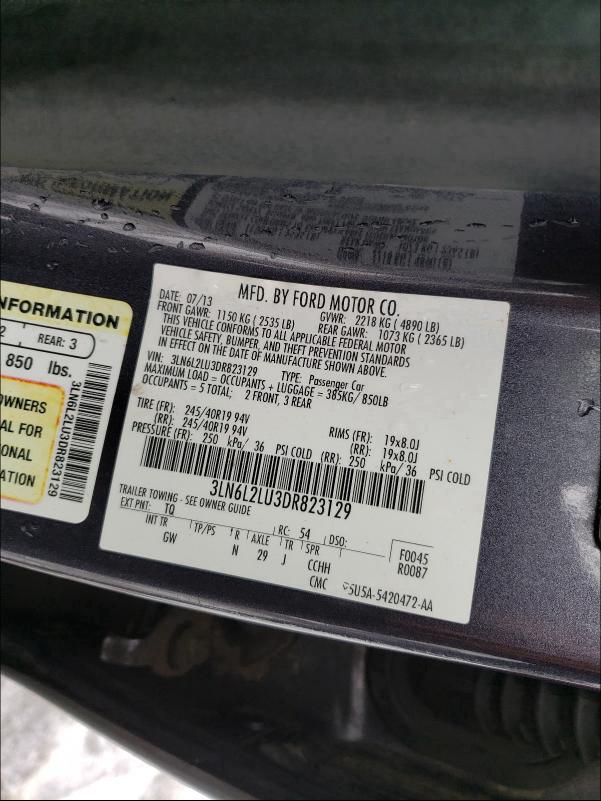 INFORMATION
2
REAR: 3
850 lbs.
OWNERS
AL FOR
ONAL
ATION
3LN6L2LU3DR823129
MFD. BY FORD MOTOR CO.
DATE: 07/13
GVWR: 2218 KG ( 4890 LB)
FRONT GAWR: 1150 KG ( 2535 LB)
REAR GAWR: 1073 KG ( 2365 LB)
THIS VEHICLE CONFORMS TO ALL APPLICABLE FEDERAL MOTOR
VEHICLE SAFETY, BUMPER, AND THEFT PREVENTION STANDARDS
IN EFFECT ON THE DATE OF MANUFACTURE SHOWN ABOVE.
VIN: 3LN6L2LU3DR823129 TYPE: Passenger Car
MAXIMUM LOAD = OCCUPANTS + LUGGAGE = 385KG/850LB
OCCUPANTS = 5 TOTAL; 2 FRONT, 3 REAR
TIRE (FR): 245/40R19 94V RIMS (FR): 19x8.0J
(RR): 245/40R19 94V (RR): 19x8.0J
PRESSURE (FR): 250 kPa/ 36 PSI COLD (RR): 250 kPa/ 36 PSI COLD
3LN6L2LU3DR823129
TRAILER TOWING - SEE OWNER GUIDE
EXT PNT: TQ RC: 54 DSO: F0045
INT TR TP/PS R AXLE TR SPR R0087
GW N 29 J CCHH
CMC 5U5A-5420472-AA